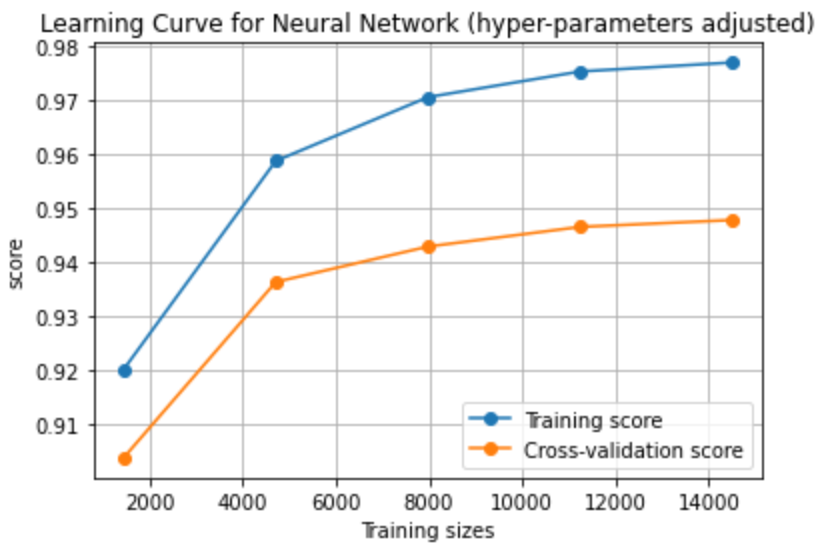 Learning Curve for Neural Network (hyper-parameters adjusted)
0.98
0.97
0.96
0.95
0.94
0.93
0.92
0.91
score
Training score
Cross-validation score
2000 4000 6000 8000 10000 12000 14000
Training sizes